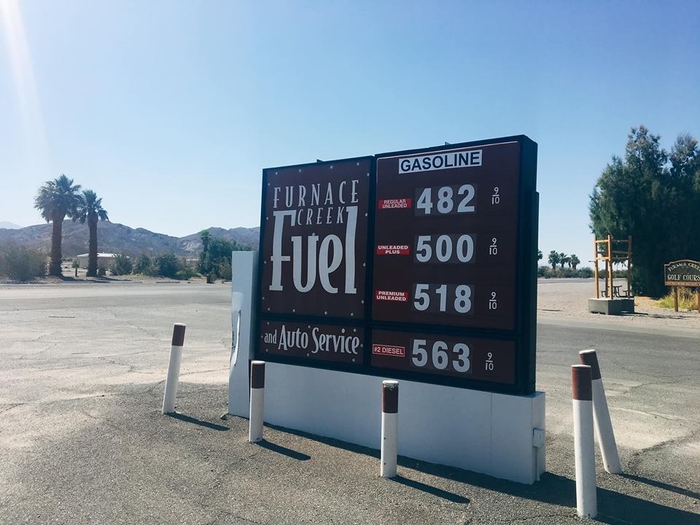 FURNACE
CREEK
Fuel
and Auto Service
GASOLINE
REGULAR
UNLEADED
482 9/10
UNLEADED
PLUS
500 9/10
PREMIUM
UNLEADED
518 9/10
#2 DIESEL
563 9/10
FURNACE CREEK
GOLF COURSE